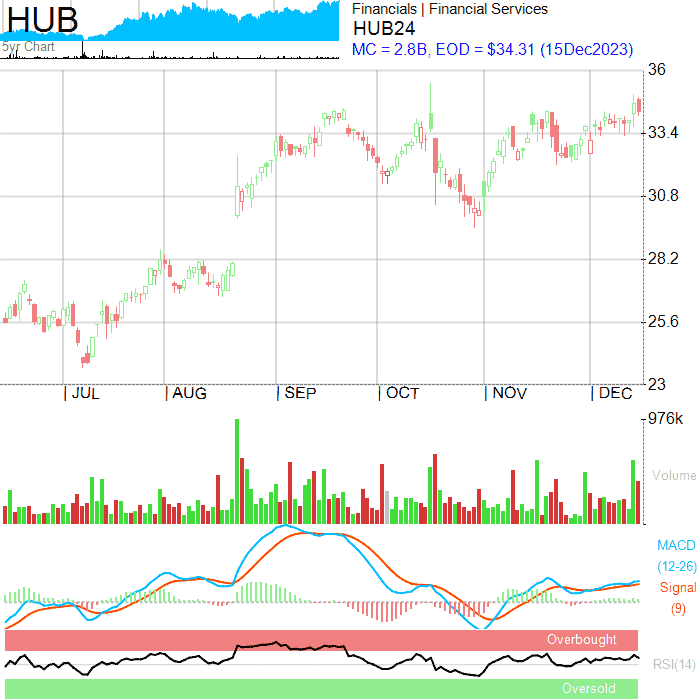 HUB
5yr Chart
Financials | Financial Services
HUB24
MC = 2.8B, EOD = $34.31 (15Dec2023)
36
33.4
30.8
28.2
25.6
23
| JUL | AUG | SEP | OCT | NOV | DEC
976k
Volume
MACD
(12-26)
Signal
(9)
Overbought
RSI(14)
Oversold